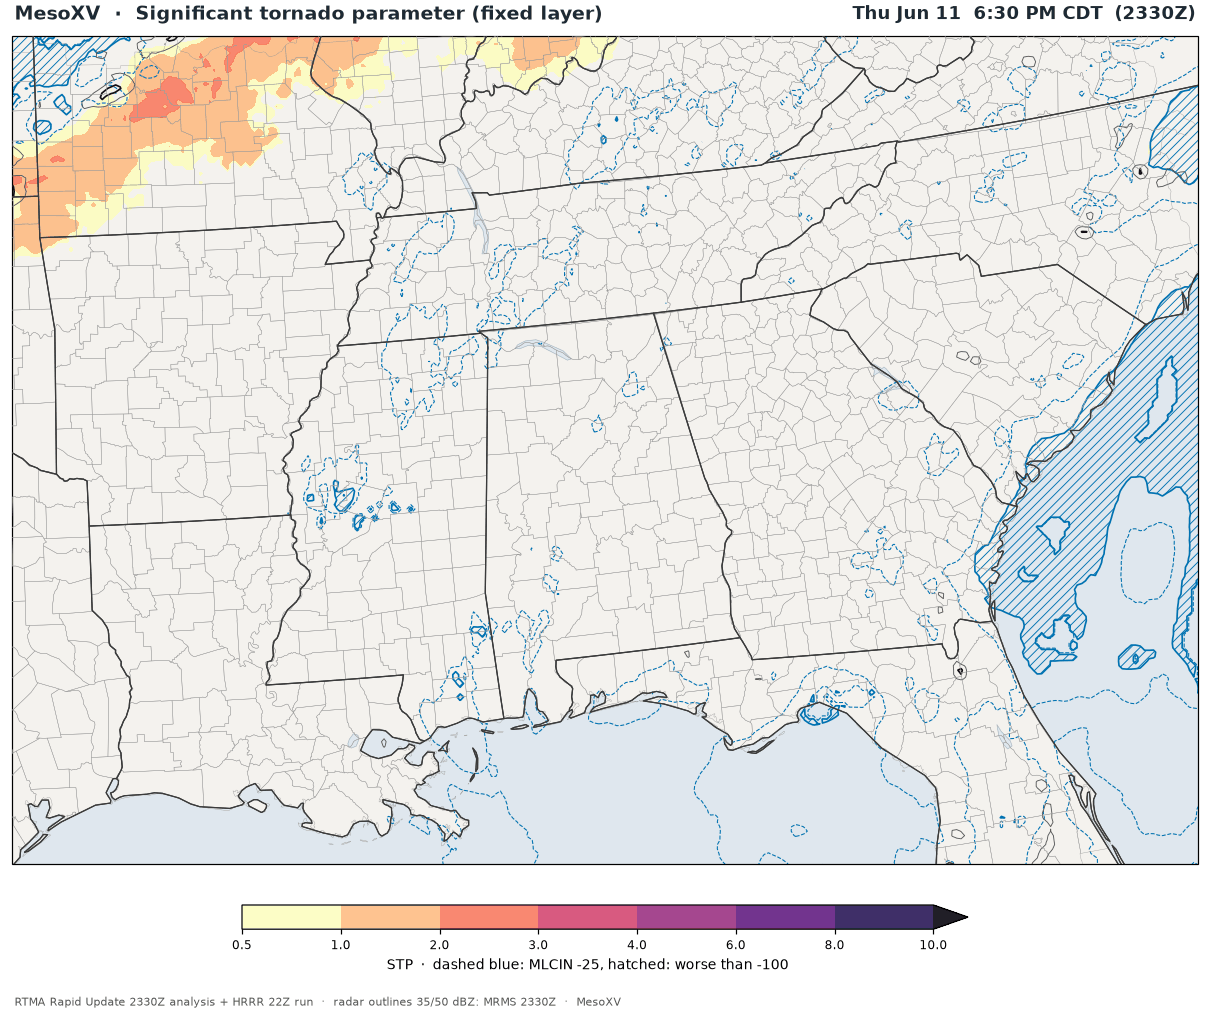 MesoXV · Significant tornado parameter (fixed layer)
Thu Jun 11 6:30 PM CDT (2330Z)
0.5 1.0 2.0 3.0 4.0 6.0 8.0 10.0
STP · dashed blue: MLCIN -25, hatched: worse than -100
RTMA Rapid Update 2330Z analysis + HRRR 22Z run · radar outlines 35/50 dBZ: MRMS 2330Z · MesoXV